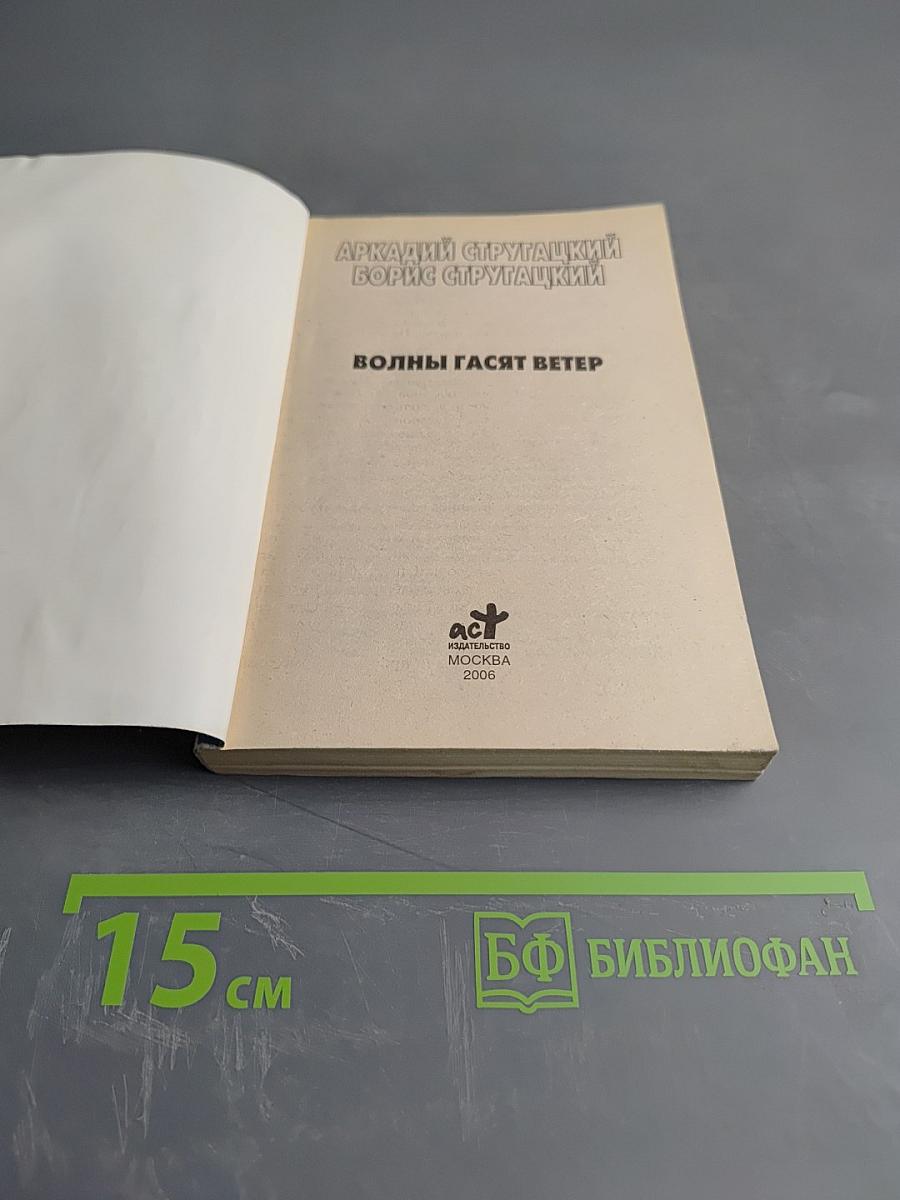 АРКАДИЙ СТРУГАЦКИЙ
БОРИС СТРУГАЦКИЙ
ВОЛНЫ ГАСЯТ ВЕТЕР
аст
ИЗДАТЕЛЬСТВО
МОСКВА
2006
15 см
БФ БИБЛИОФАН